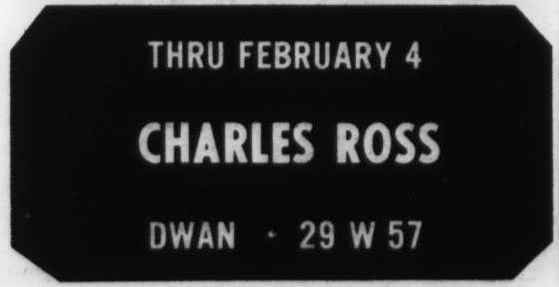 THRU FEBRUARY 4
CHARLES ROSS
DWAN · 29 W 57